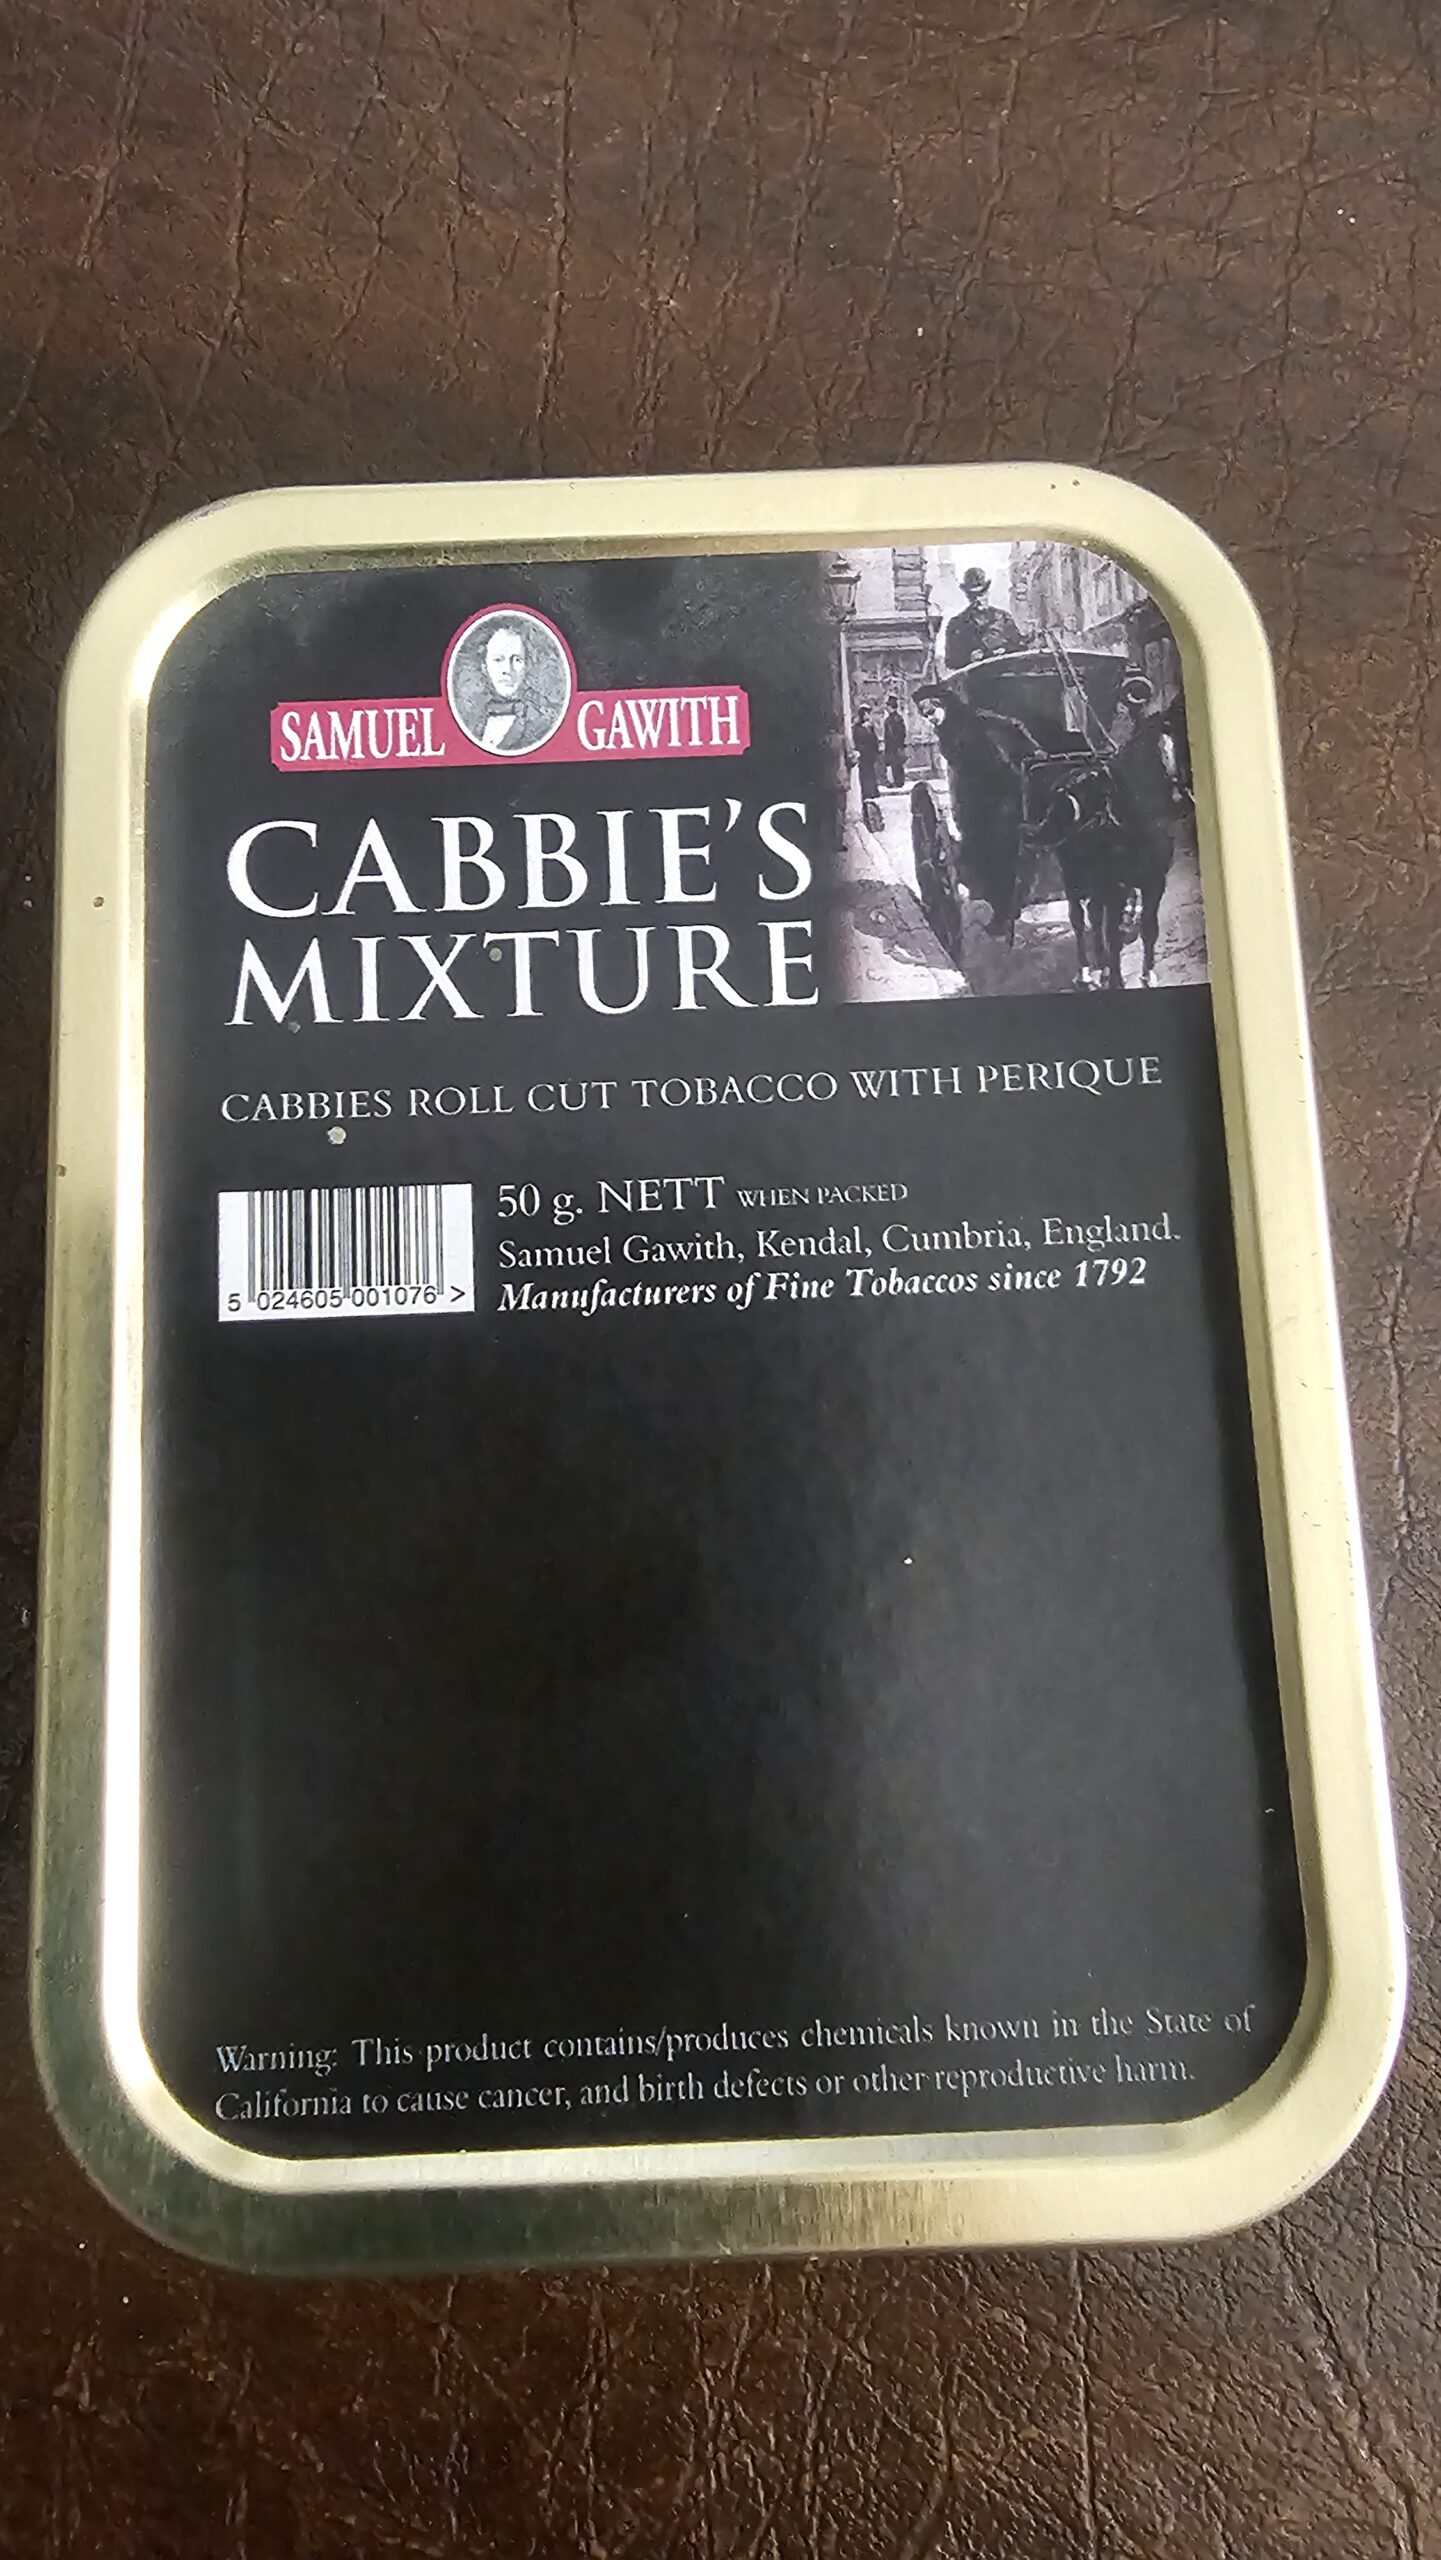 SAMUEL GAWITH
CABBIE'S
MIXTURE
CABBIES ROLL CUT TOBACCO WITH PERIQUE
50 g. NETT WHEN PACKED
Samuel Gawith, Kendal, Cumbria, England.
Manufacturers of Fine Tobaccos since 1792
5 024605 001076 >
Warning: This product contains/produces chemicals known in the State of
California to cause cancer, and birth defects or other reproductive harm.